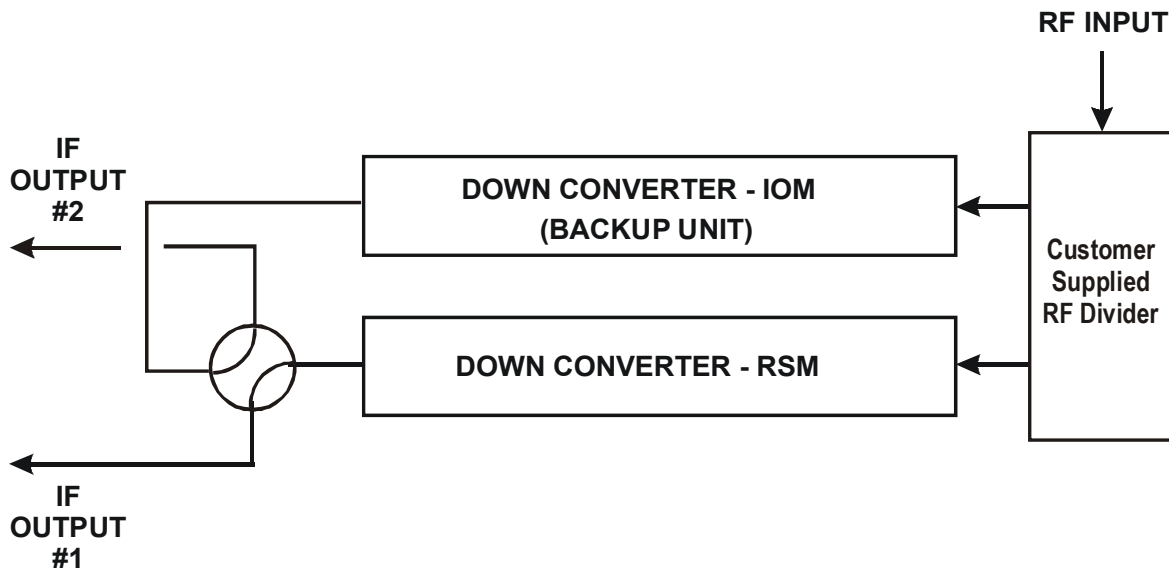 RF INPUT
IF
OUTPUT
#2
DOWN CONVERTER - IOM
(BACKUP UNIT)
Customer
Supplied
RF Divider
DOWN CONVERTER - RSM
IF
OUTPUT
#1